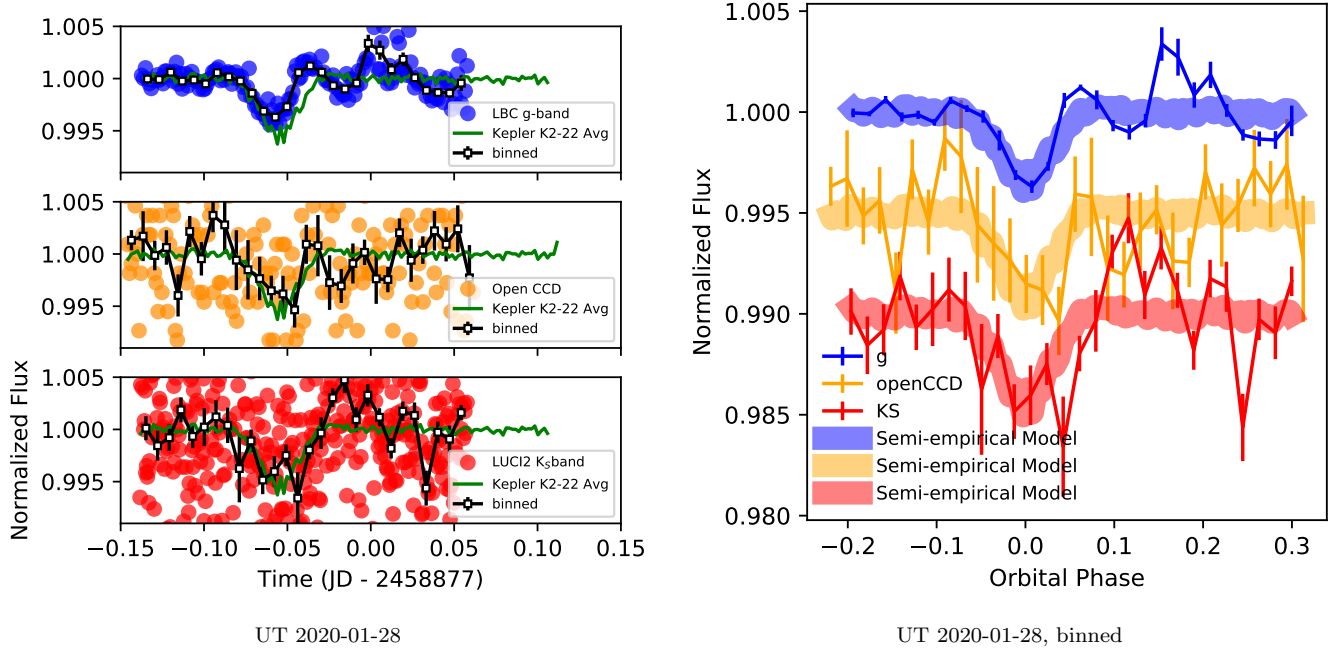 1.005
1.000
0.995
LBC g-band
Kepler K2-22 Avg
binned
1.005
1.000
0.995
Open CCD
Kepler K2-22 Avg
binned
1.005
1.000
0.995
LUCI2 KSband
Kepler K2-22 Avg
binned
Normalized Flux
−0.15 −0.10 −0.05 0.00 0.05 0.10 0.15
Time (JD - 2458877)
UT 2020-01-28
1.005
1.000
0.995
0.990
0.985
0.980
Normalized Flux
g
openCCD
KS
Semi-empirical Model
Semi-empirical Model
Semi-empirical Model
−0.2 −0.1 0.0 0.1 0.2 0.3
Orbital Phase
UT 2020-01-28, binned